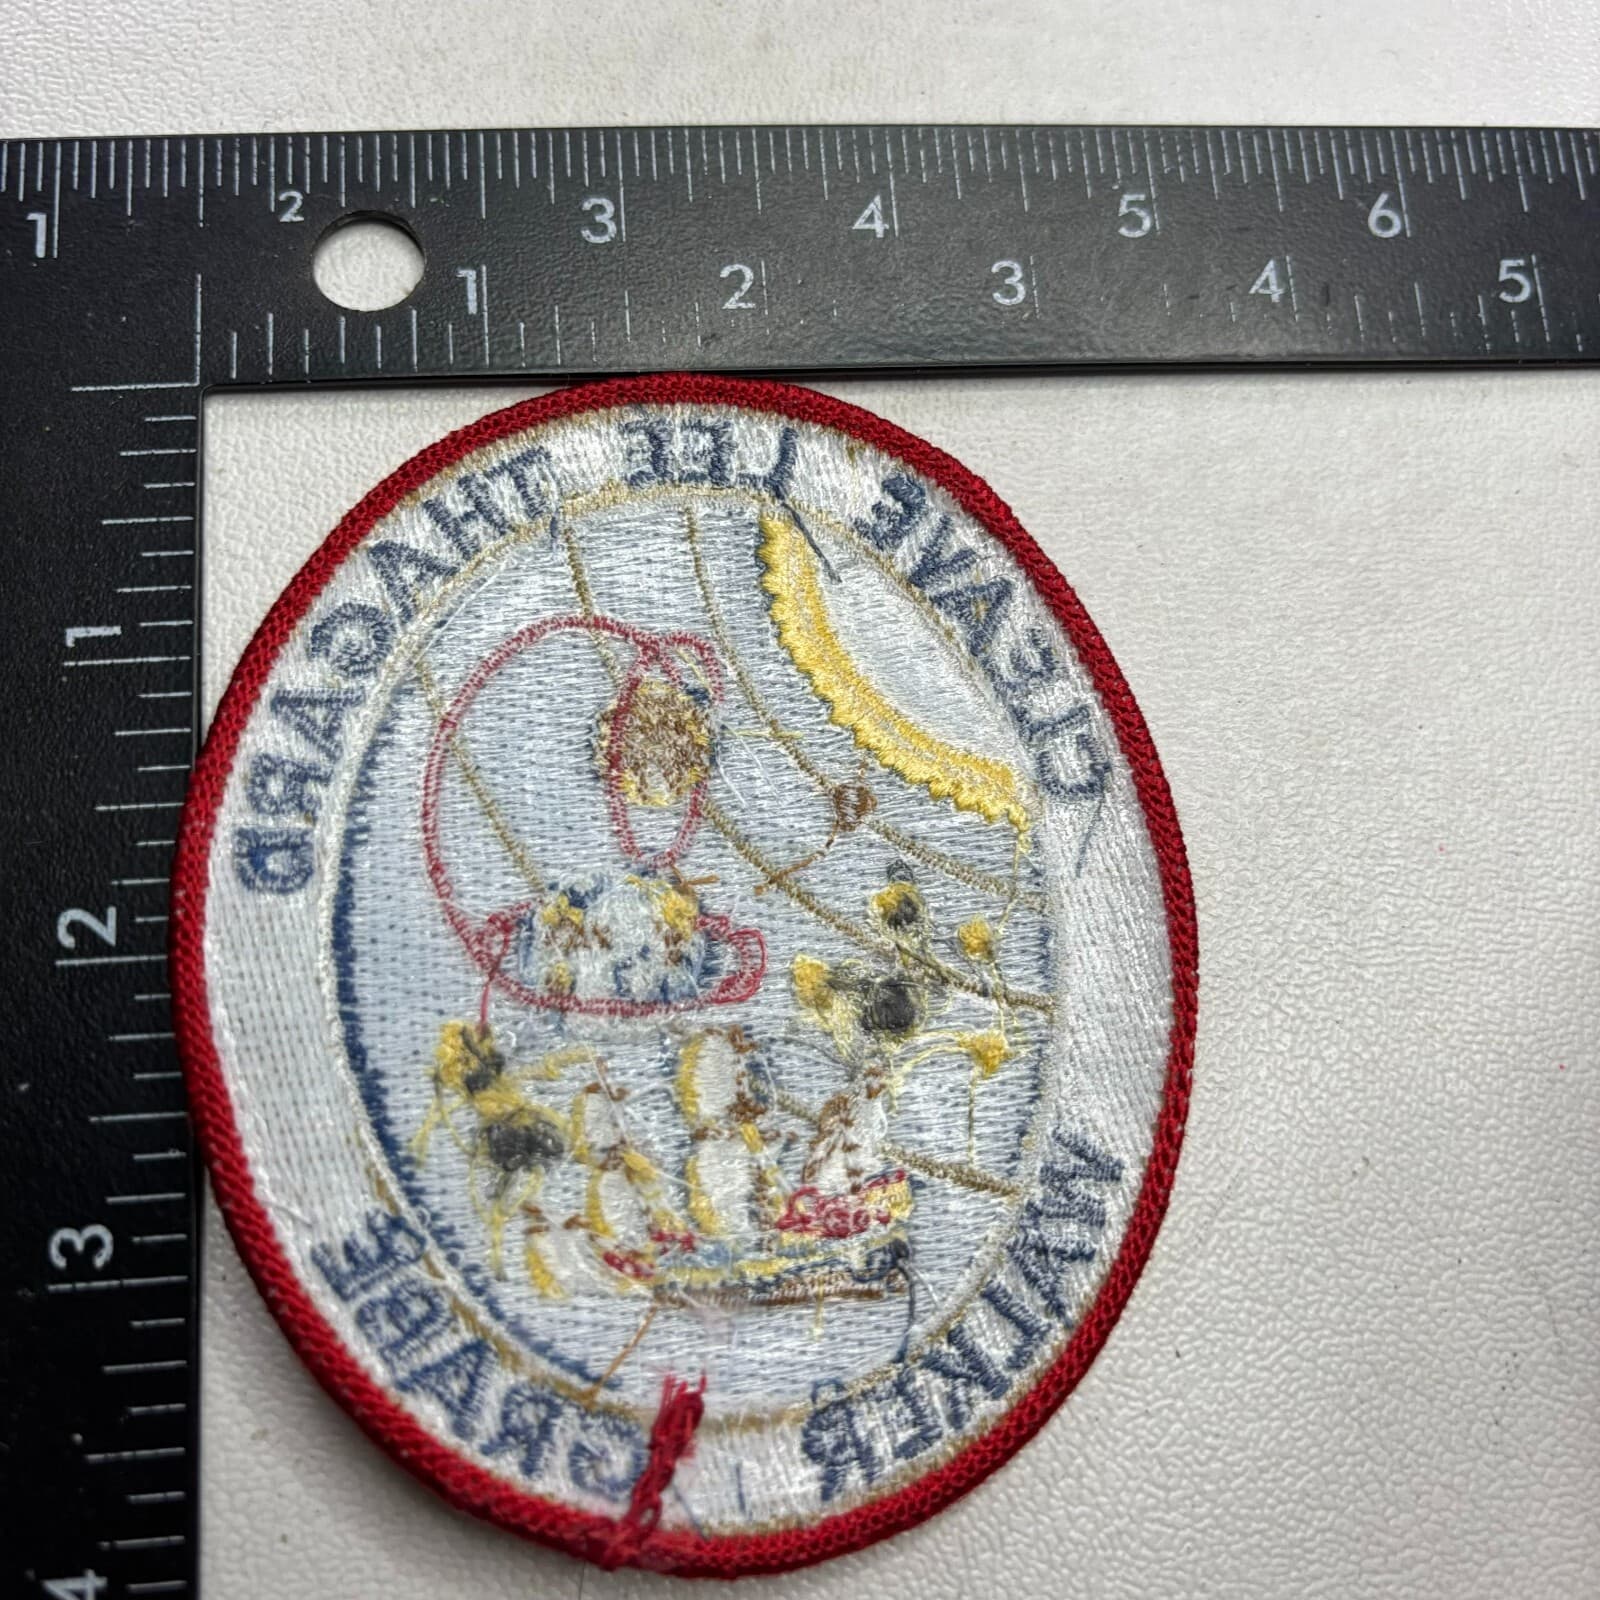 1 2 3 4 5 6
1 2 3 4 5
CLEAVE LEE THAGARD
WALKER GRABE
1
2
3
4